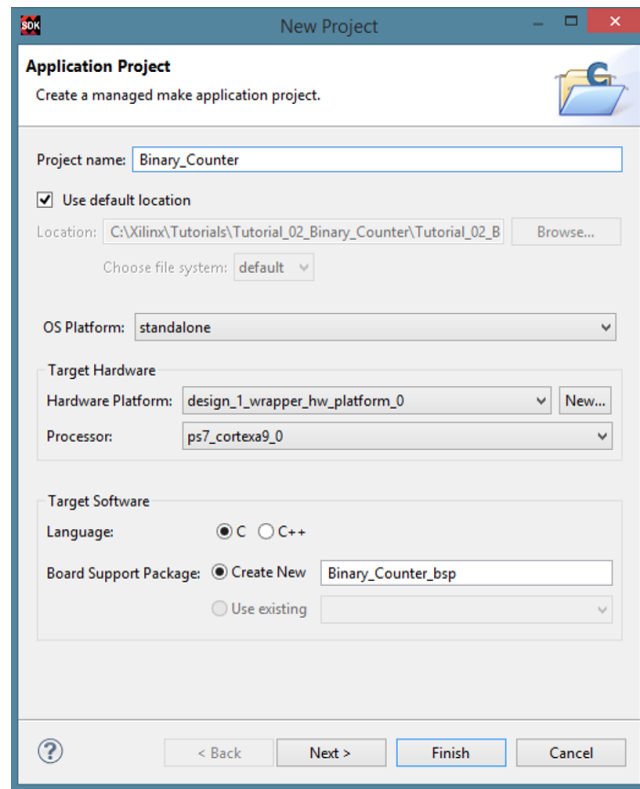 SDK
New Project
Application Project
Create a managed make application project.
C
Project name: Binary_Counter
Use default location
Location: C:\Xilinx\Tutorials\Tutorial_02_Binary_Counter\Tutorial_02_B Browse...
Choose file system: default
OS Platform: standalone
Target Hardware
Hardware Platform: design_1_wrapper_hw_platform_0 New...
Processor: ps7_cortexa9_0
Target Software
Language: C C++
Board Support Package: Create New Binary_Counter_bsp
Use existing
? < Back Next > Finish Cancel